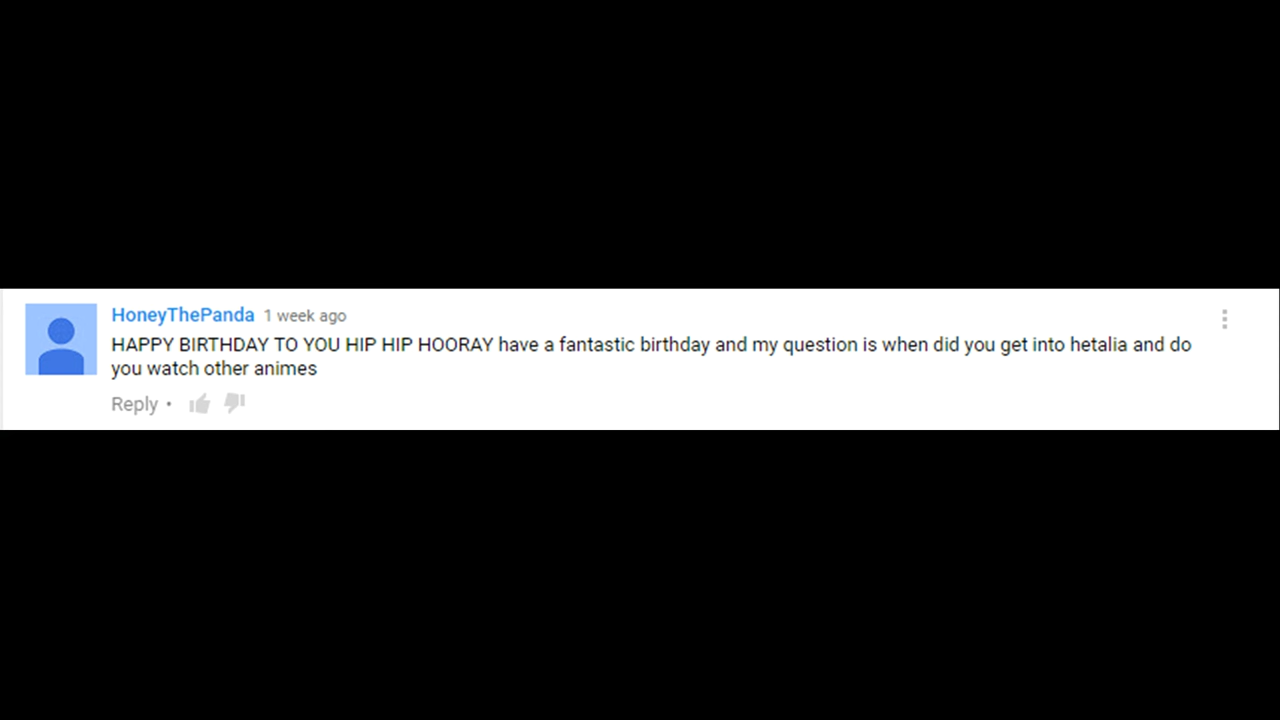 HoneyThePanda 1 week ago
HAPPY BIRTHDAY TO YOU HIP HIP HOORAY have a fantastic birthday and my question is when did you get into hetalia and do
you watch other animes
Reply •